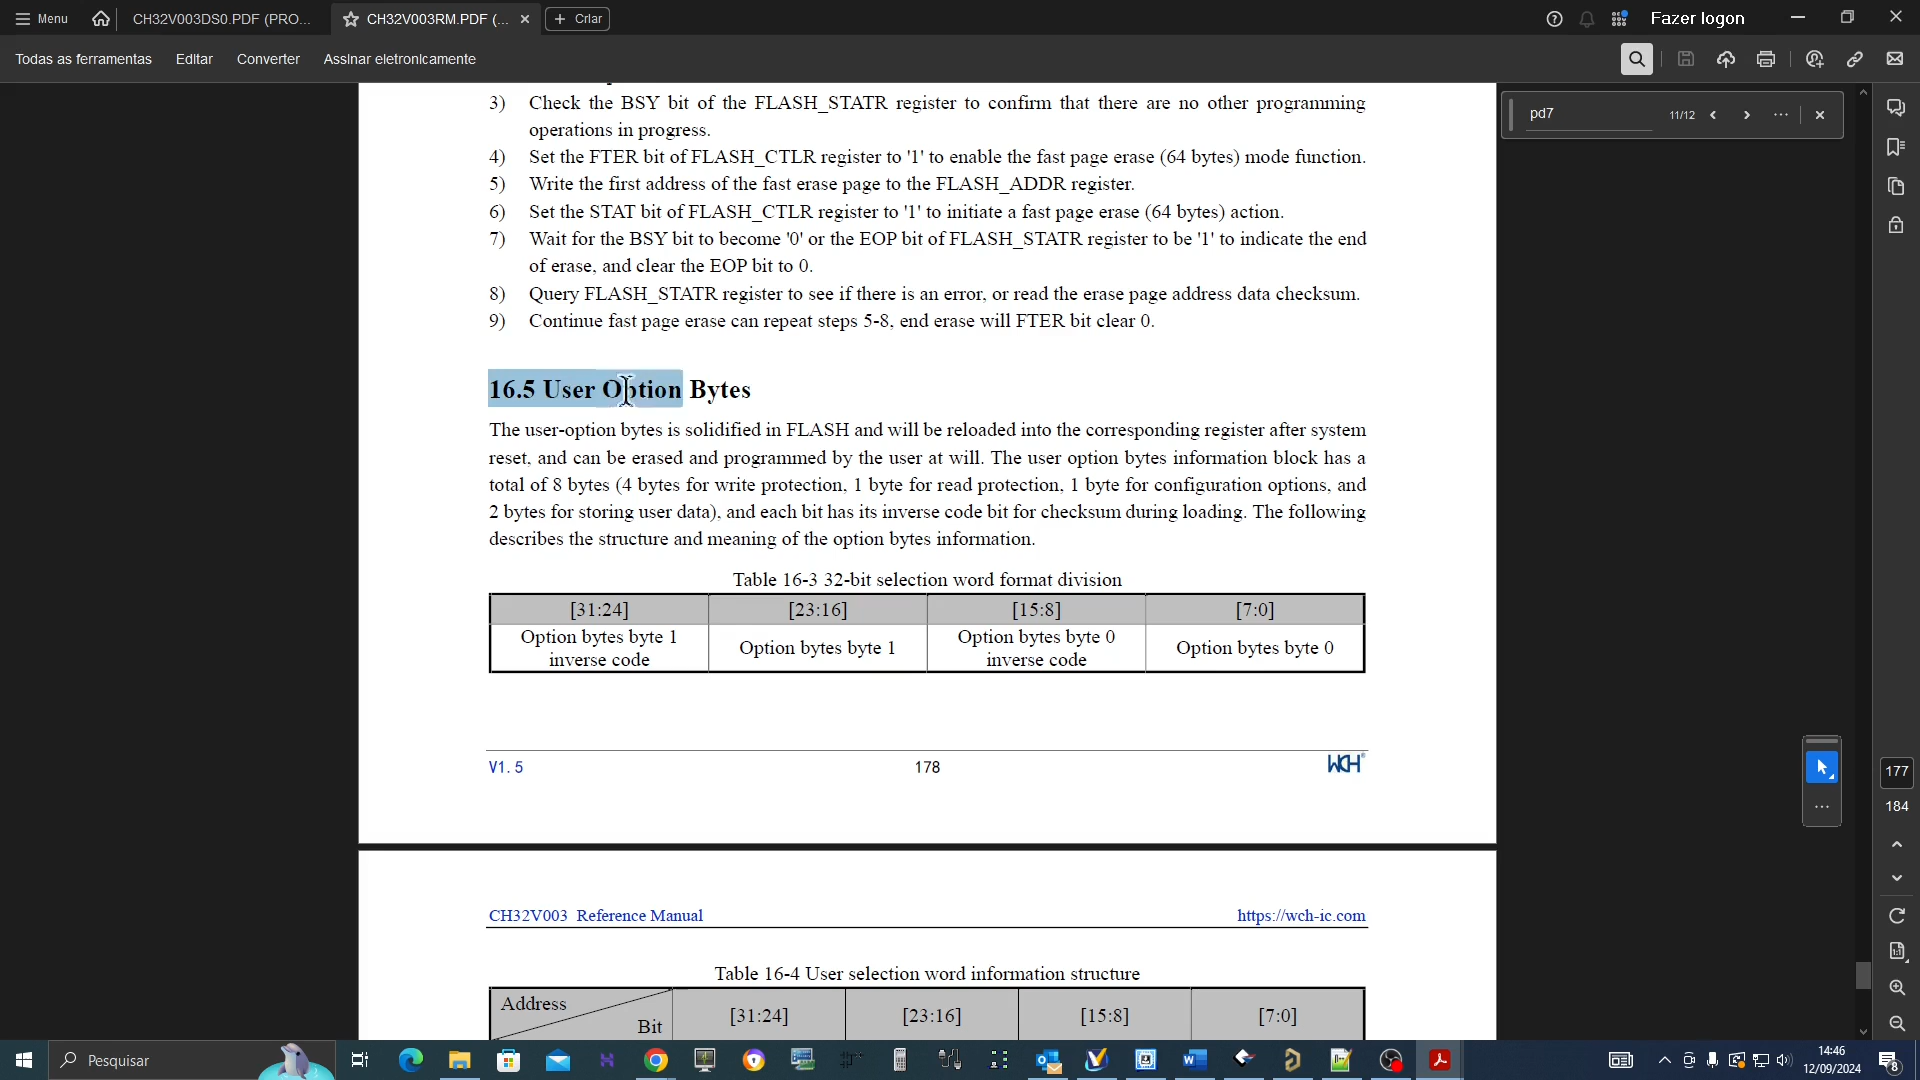 Menu
CH32V003DS0.PDF (PRO...
CH32V003RM.PDF (...
Criar
Fazer logon
Todas as ferramentas
Editar
Converter
Assinar eletronicamente
pd7
11/12
3) Check the BSY bit of the FLASH_STATR register to confirm that there are no other programming
operations in progress.
4) Set the FTER bit of FLASH_CTLR register to '1' to enable the fast page erase (64 bytes) mode function.
5) Write the first address of the fast erase page to the FLASH_ADDR register.
6) Set the STAT bit of FLASH_CTLR register to '1' to initiate a fast page erase (64 bytes) action.
7) Wait for the BSY bit to become '0' or the EOP bit of FLASH_STATR register to be '1' to indicate the end
of erase, and clear the EOP bit to 0.
8) Query FLASH_STATR register to see if there is an error, or read the erase page address data checksum.
9) Continue fast page erase can repeat steps 5-8, end erase will FTER bit clear 0.
16.5 User Option Bytes
The user-option bytes is solidified in FLASH and will be reloaded into the corresponding register after system
reset, and can be erased and programmed by the user at will. The user option bytes information block has a
total of 8 bytes (4 bytes for write protection, 1 byte for read protection, 1 byte for configuration options, and
2 bytes for storing user data), and each bit has its inverse code bit for checksum during loading. The following
describes the structure and meaning of the option bytes information.
Table 16-3 32-bit selection word format division
[31:24] [23:16] [15:8] [7:0]
Option bytes byte 1 inverse code Option bytes byte 1 Option bytes byte 0 inverse code Option bytes byte 0
V1.5 178 WCH®
177
184
CH32V003 Reference Manual https://wch-ic.com
Table 16-4 User selection word information structure
Address
Bit
[31:24] [23:16] [15:8] [7:0]
Pesquisar
14:46
12/09/2024
8